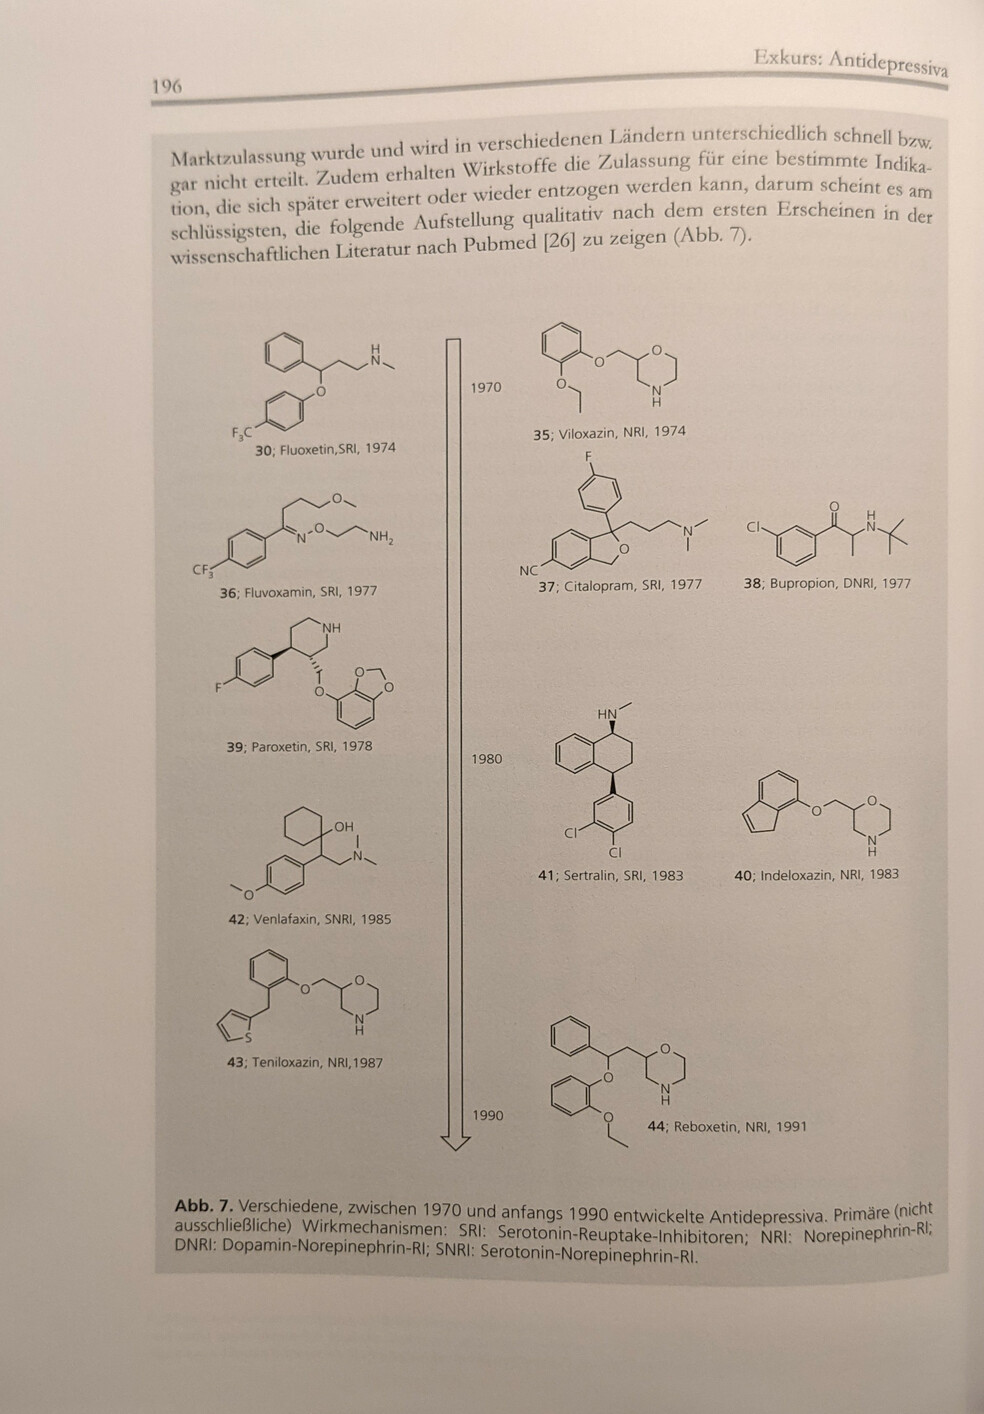 Exkurs: Antidepressiva
196
Marktzulassung wurde und wird in verschiedenen Ländern unterschiedlich schnell bzw.
gar nicht erteilt. Zudem erhalten Wirkstoffe die Zulassung für eine bestimmte Indika-
tion, die sich später erweitert oder wieder entzogen werden kann, darum scheint es am
schlüssigsten, die folgende Aufstellung qualitativ nach dem ersten Erscheinen in der
wissenschaftlichen Literatur nach Pubmed [26] zu zeigen (Abb. 7).
H
N
O
F₃C
30; Fluoxetin,SRI, 1974
1970
O
O
O
N
H
35; Viloxazin, NRI, 1974
O
N
O
NH₂
CF₃
36; Fluvoxamin, SRI, 1977
F
N
O
NC
37; Citalopram, SRI, 1977
O
H
N
Cl
38; Bupropion, DNRI, 1977
NH
O
O
O
F
39; Paroxetin, SRI, 1978
1980
HN
Cl
Cl
41; Sertralin, SRI, 1983
O
O
N
H
40; Indeloxazin, NRI, 1983
OH
N
O
42; Venlafaxin, SNRI, 1985
O
O
N
H
S
43; Teniloxazin, NRI,1987
1990
O
O
N
H
O
44; Reboxetin, NRI, 1991
Abb. 7. Verschiedene, zwischen 1970 und anfangs 1990 entwickelte Antidepressiva. Primäre (nicht
ausschließliche) Wirkmechanismen: SRI: Serotonin-Reuptake-Inhibitoren; NRI: Norepinephrin-RI;
DNRI: Dopamin-Norepinephrin-RI; SNRI: Serotonin-Norepinephrin-RI.